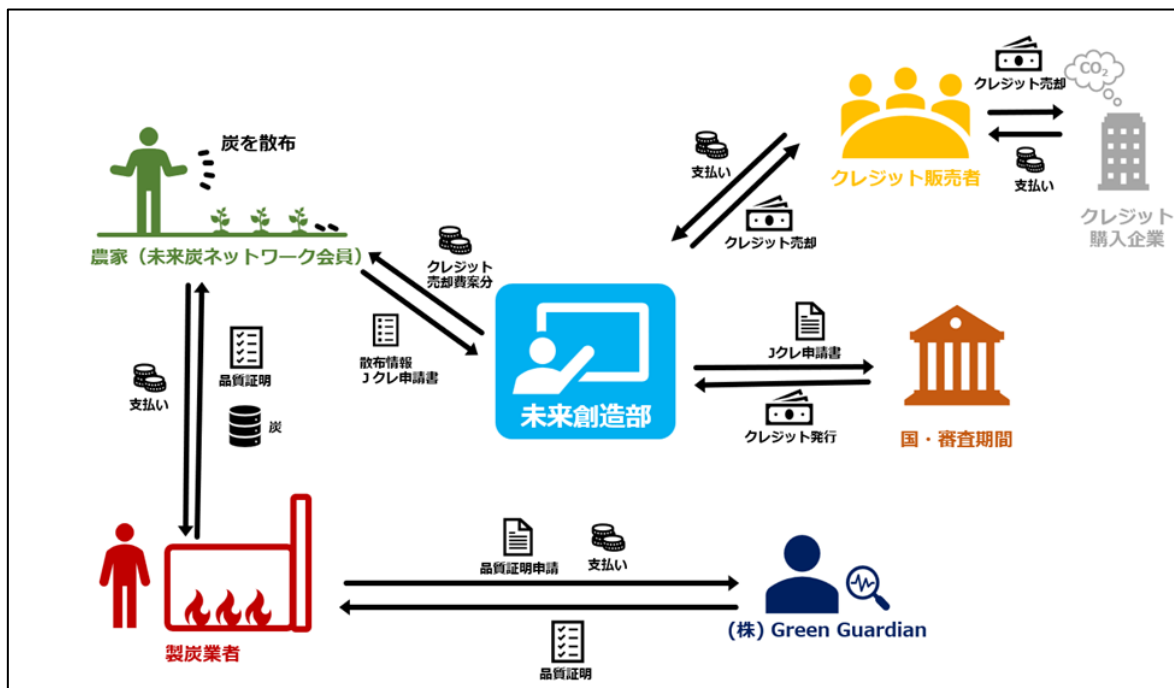 クレジット売却
CO₂
炭を散布
支払い
クレジット販売者
支払い
クレジット
購入企業
クレジット売却
農家（未来炭ネットワーク会員）
クレジット
売却費案分
散布情報
Jクレ申請書
未来創造部
Jクレ申請書
クレジット発行
国・審査期間
品質証明
支払い
炭
品質証明申請
支払い
製炭業者
(株) Green Guardian
品質証明